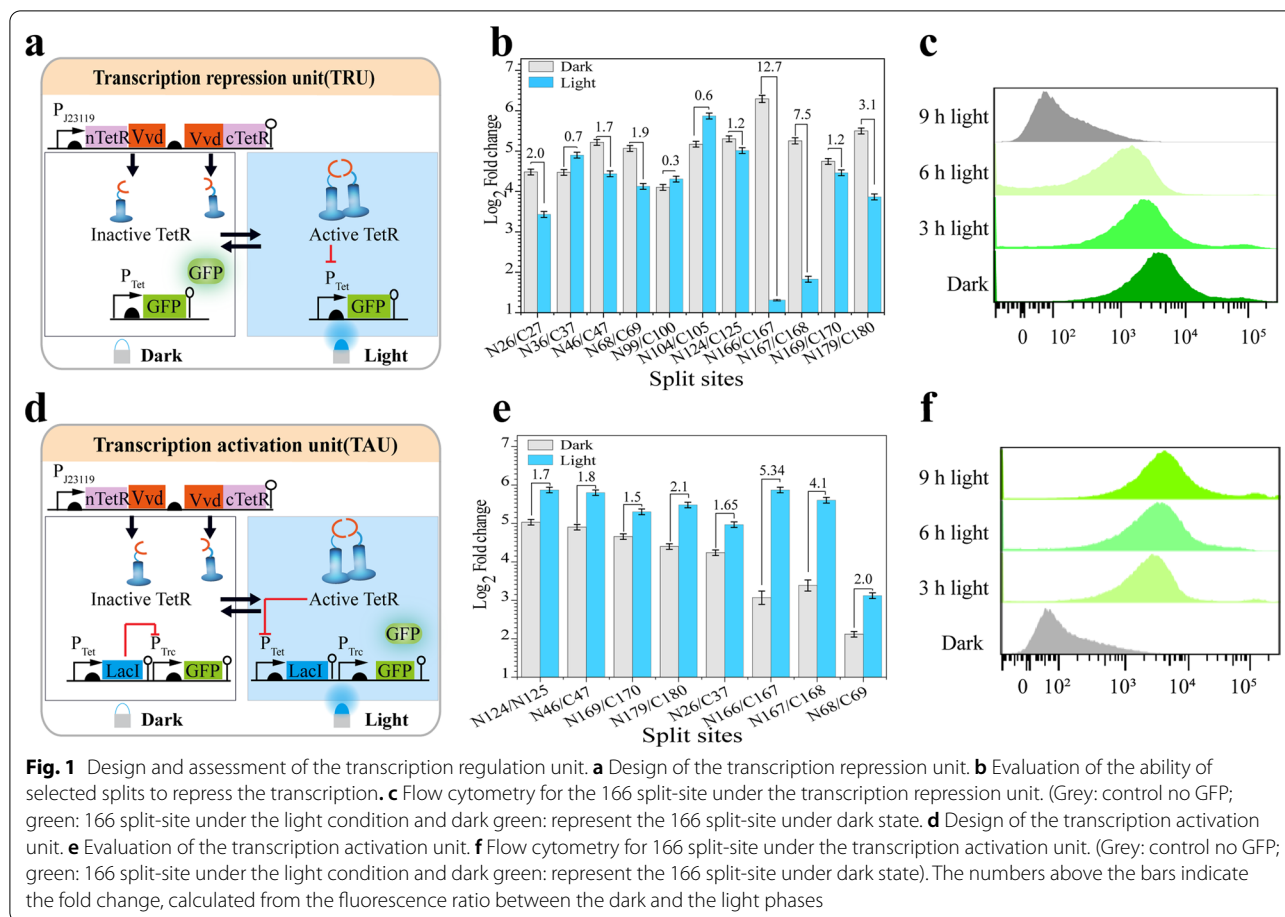 a
Transcription repression unit(TRU)
P J23119
nTetR Vvd Vvd cTetR
Inactive TetR
Active TetR
GFP
P Tet
GFP
P Tet
GFP
Dark
Light
b
Dark
Light
Log2 Fold change
7
6
5
4
3
2
1
2.0
0.7
1.7
1.9
0.3
0.6
1.2
12.7
7.5
1.2
3.1
N26/C27
N36/C37
N46/C47
N68/C69
N99/C100
N104/C105
N124/C125
N166/C167
N167/C168
N169/C170
N179/C180
Split sites
c
9 h light
6 h light
3 h light
Dark
0 10² 10³ 10⁴ 10⁵
d
Transcription activation unit(TAU)
P J23119
nTetR Vvd Vvd cTetR
Inactive TetR
Active TetR
GFP
P Tet P Trc
LacI GFP
P Tet P Trc
LacI GFP
Dark
Light
e
Dark
Light
Log2 Fold change
7
6
5
4
3
2
1
1.7
1.8
1.5
2.1
1.65
5.34
4.1
2.0
N124/N125
N46/C47
N169/C170
N179/C180
N26/C37
N166/C167
N167/C168
N68/C69
Split sites
f
9 h light
6 h light
3 h light
Dark
0 10² 10³ 10⁴ 10⁵
Fig. 1 Design and assessment of the transcription regulation unit. a Design of the transcription repression unit. b Evaluation of the ability of
selected splits to repress the transcription. c Flow cytometry for the 166 split-site under the transcription repression unit. (Grey: control no GFP;
green: 166 split-site under the light condition and dark green: represent the 166 split-site under dark state. d Design of the transcription activation
unit. e Evaluation of the transcription activation unit. f Flow cytometry for 166 split-site under the transcription activation unit. (Grey: control no GFP;
green: 166 split-site under the light condition and dark green: represent the 166 split-site under dark state). The numbers above the bars indicate
the fold change, calculated from the fluorescence ratio between the dark and the light phases